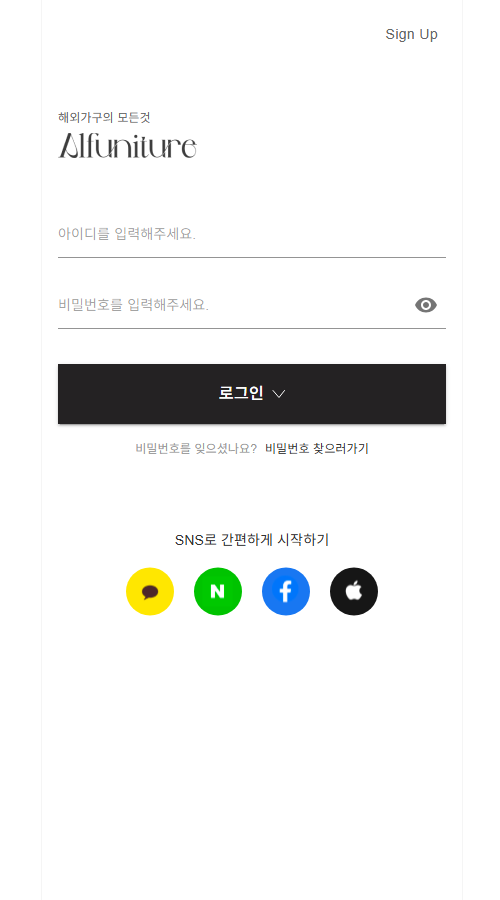 Sign Up
해외가구의 모든것
Alfuniture
아이디를 입력해주세요.
비밀번호를 입력해주세요.
로그인
비밀번호를 잊으셨나요? 비밀번호 찾으러가기
SNS로 간편하게 시작하기
N